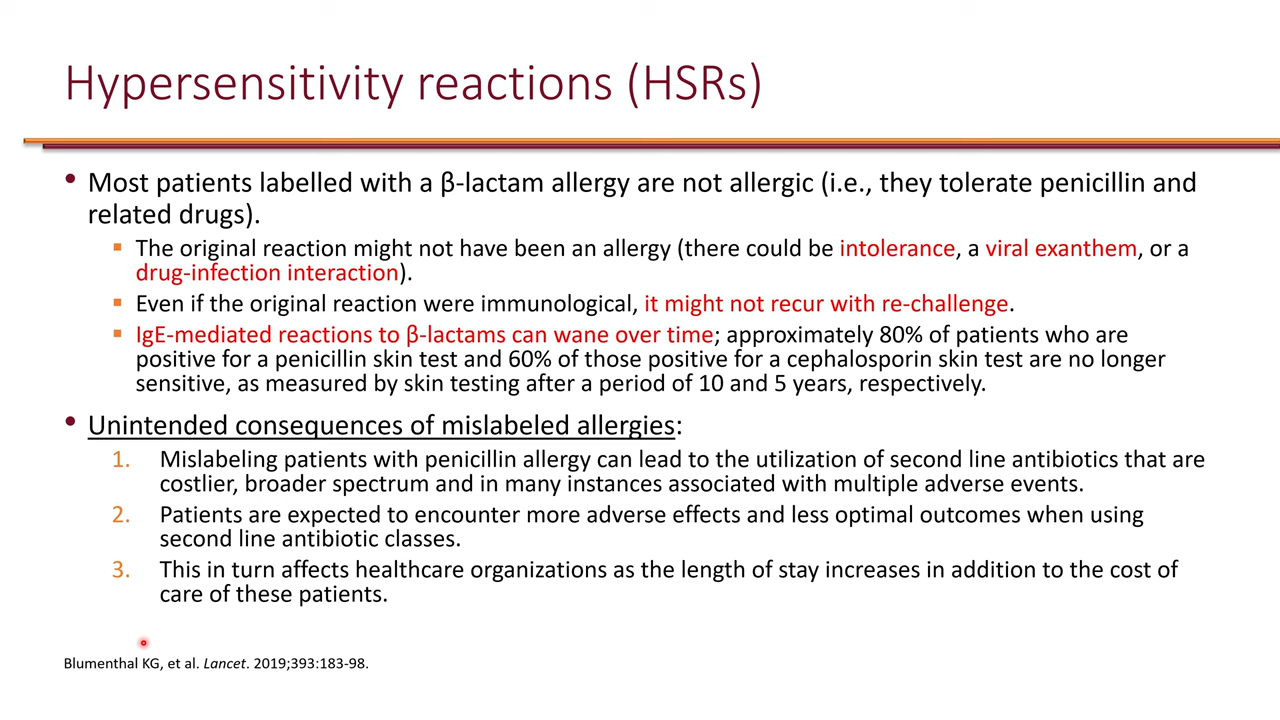 Hypersensitivity reactions (HSRs)
• Most patients labelled with a β-lactam allergy are not allergic (i.e., they tolerate penicillin and
related drugs).
▪ The original reaction might not have been an allergy (there could be intolerance, a viral exanthem, or a
drug-infection interaction).
▪ Even if the original reaction were immunological, it might not recur with re-challenge.
▪ IgE-mediated reactions to β-lactams can wane over time; approximately 80% of patients who are
positive for a penicillin skin test and 60% of those positive for a cephalosporin skin test are no longer
sensitive, as measured by skin testing after a period of 10 and 5 years, respectively.
• Unintended consequences of mislabeled allergies:
1. Mislabeling patients with penicillin allergy can lead to the utilization of second line antibiotics that are
costlier, broader spectrum and in many instances associated with multiple adverse events.
2. Patients are expected to encounter more adverse effects and less optimal outcomes when using
second line antibiotic classes.
3. This in turn affects healthcare organizations as the length of stay increases in addition to the cost of
care of these patients.
Blumenthal KG, et al. Lancet. 2019;393:183-98.